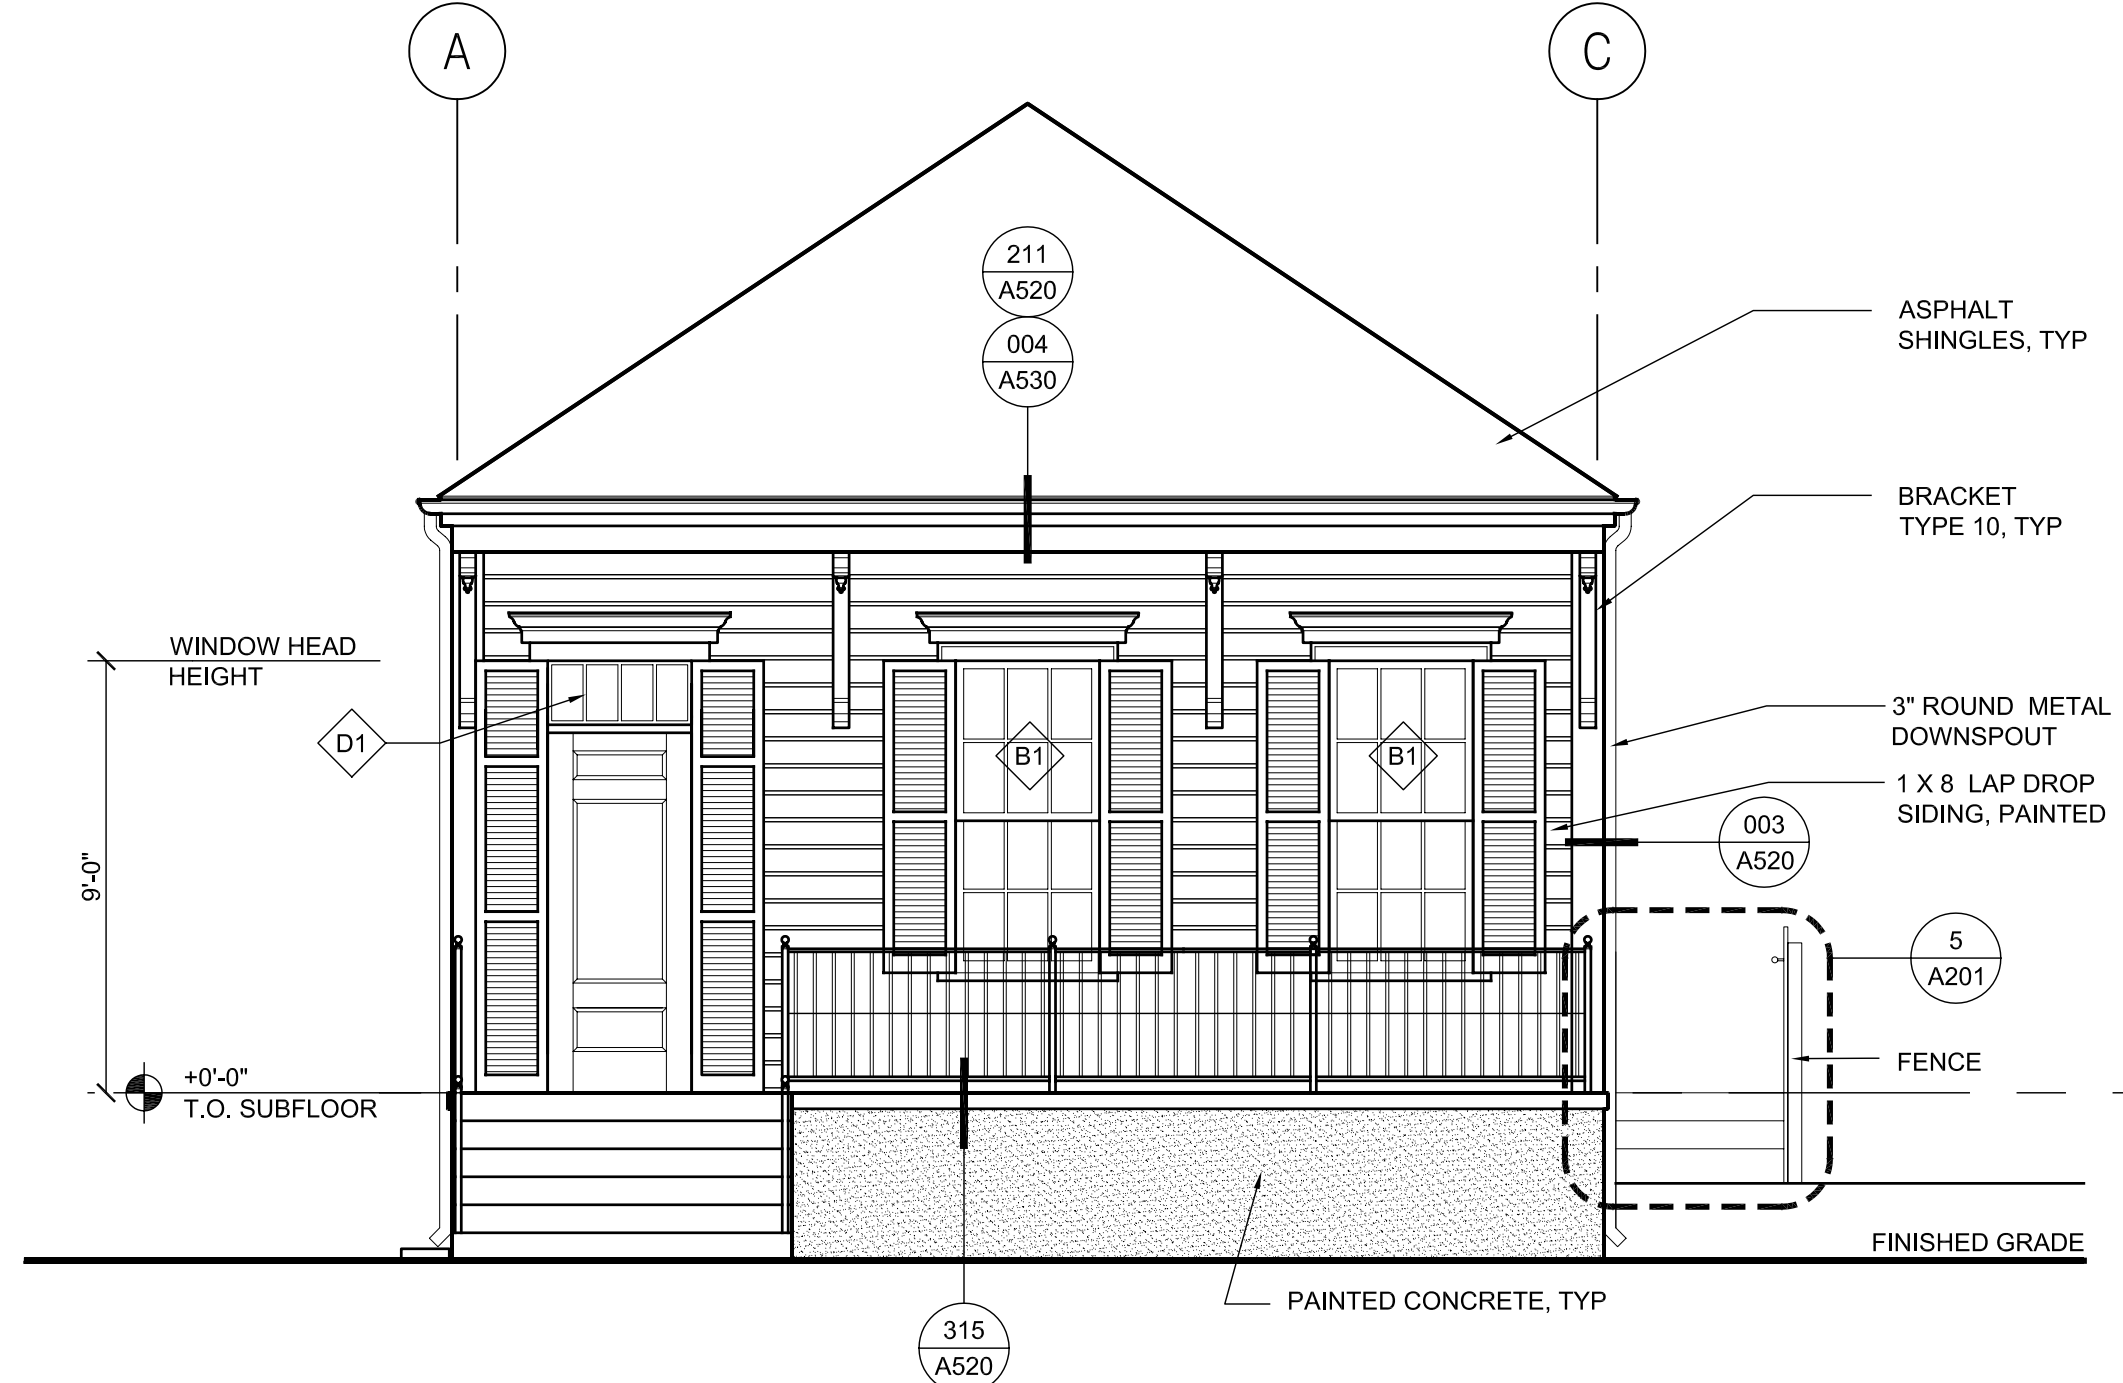 A
C
211
A520
004
A530
ASPHALT
SHINGLES, TYP
BRACKET
TYPE 10, TYP
WINDOW HEAD
HEIGHT
D1
B1
B1
3" ROUND METAL
DOWNSPOUT
1 X 8 LAP DROP
SIDING, PAINTED
003
A520
9'-0"
5
A201
FENCE
+0'-0"
T.O. SUBFLOOR
FINISHED GRADE
PAINTED CONCRETE, TYP
315
A520